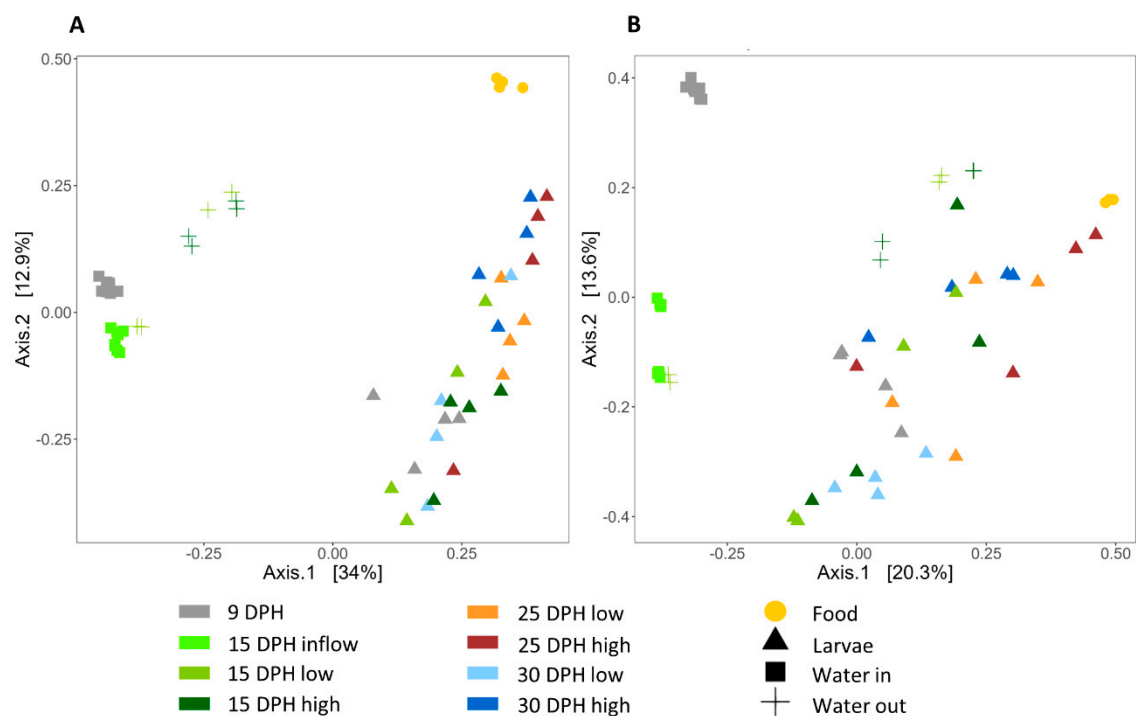 A
B
0.50
0.25
0.00
-0.25
Axis.2 [12.9%]
-0.25
0.00
0.25
Axis.1 [34%]
0.4
0.2
0.0
-0.2
-0.4
Axis.2 [13.6%]
-0.25
0.00
0.25
0.50
Axis.1 [20.3%]
9 DPH
15 DPH inflow
15 DPH low
15 DPH high
25 DPH low
25 DPH high
30 DPH low
30 DPH high
Food
Larvae
Water in
Water out